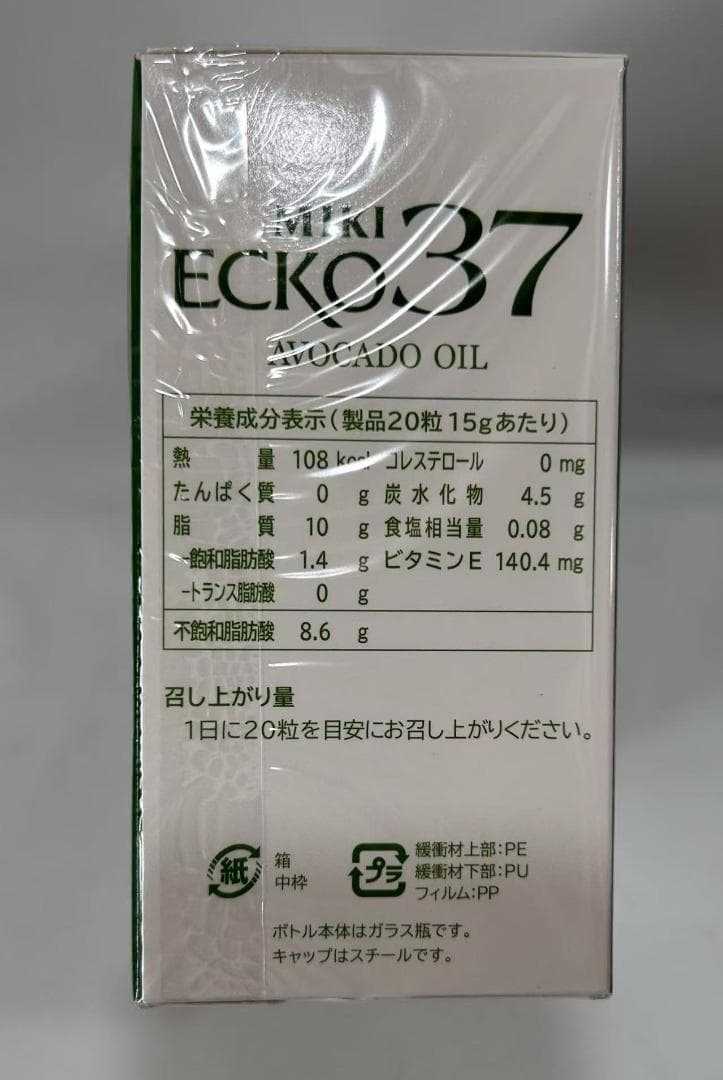 MIKI
ECKO37
AVOCADO OIL
栄養成分表示(製品20粒 15gあたり)
熱量 108 kcal コレステロール 0 mg
たんぱく質 0 g 炭水化物 4.5 g
脂質 10 g 食塩相当量 0.08 g
-飽和脂肪酸 1.4 g ビタミンE 140.4 mg
-トランス脂肪酸 0 g
不飽和脂肪酸 8.6 g
召し上がり量
1日に20粒を目安にお召し上がりください。
紙 箱 プラ 緩衝材上部:PE
中枠 緩衝材下部:PU
フィルム:PP
ボトル本体はガラス瓶です。
キャップはスチールです。